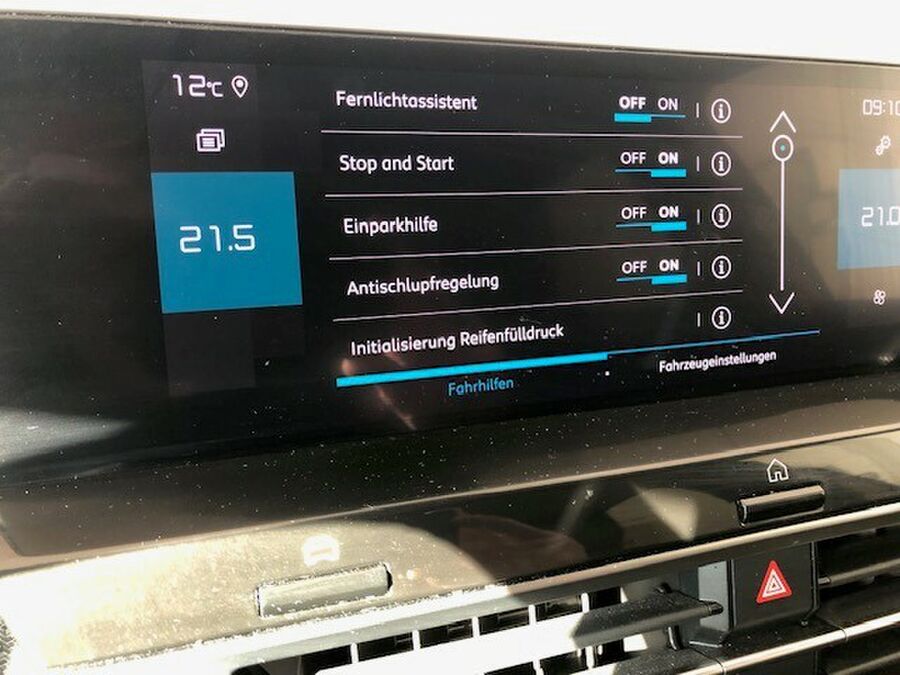 12°C
09:10
Fernlichtassistent OFF ON
Stop and Start OFF ON
21.5
Einparkhilfe OFF ON
21.0
Antischlupfregelung OFF ON
Initialisierung Reifenfülldruck
Fahrhilfen
Fahrzeugeinstellungen